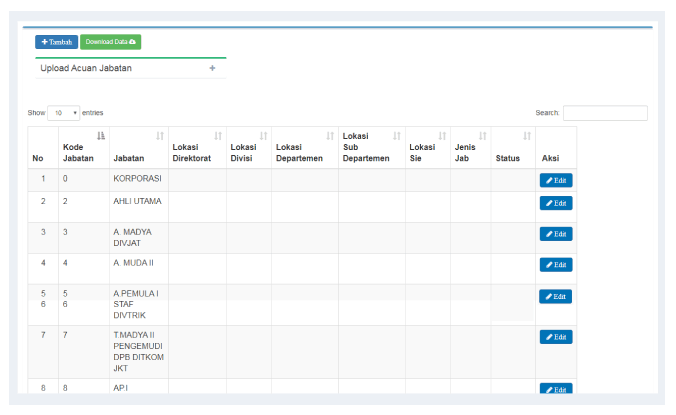 Tambah Download Data
Upload Acuan Jabatan +
Show 10 entries Search:
No Kode Jabatan Jabatan Lokasi Direktorat Lokasi Divisi Lokasi Departemen Lokasi Sub Departemen Lokasi Sie Jenis Jab Status Aksi
1 0 KORPORASI Edit
2 2 AHLI UTAMA Edit
3 3 A. MADYA
DIVJAT Edit
4 4 A. MUDA II Edit
5 5 A.PEMULA I Edit
6 6 STAF
DIVTRIK
7 7 T.MADYA II
PENGEMUDI Edit
DPB DITKOM
JKT
8 8 AP.I Edit